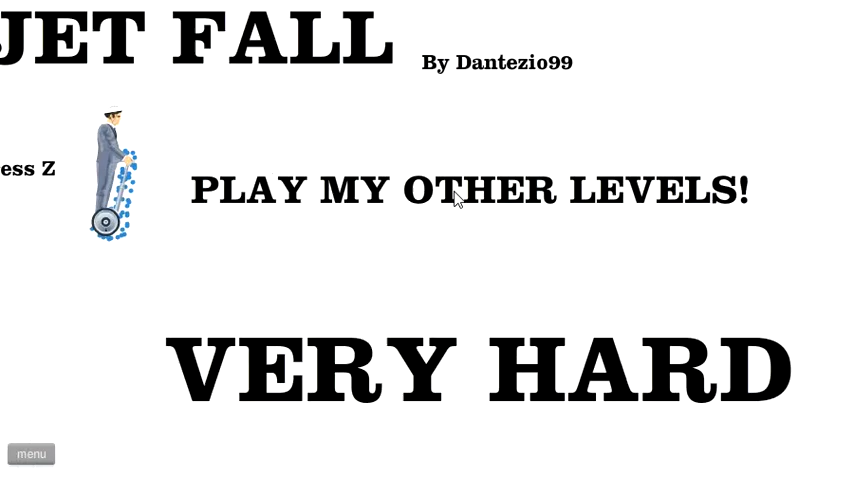 JET FALL
By Dantezio99
ess Z
PLAY MY OTHER LEVELS!
VERY HARD
menu